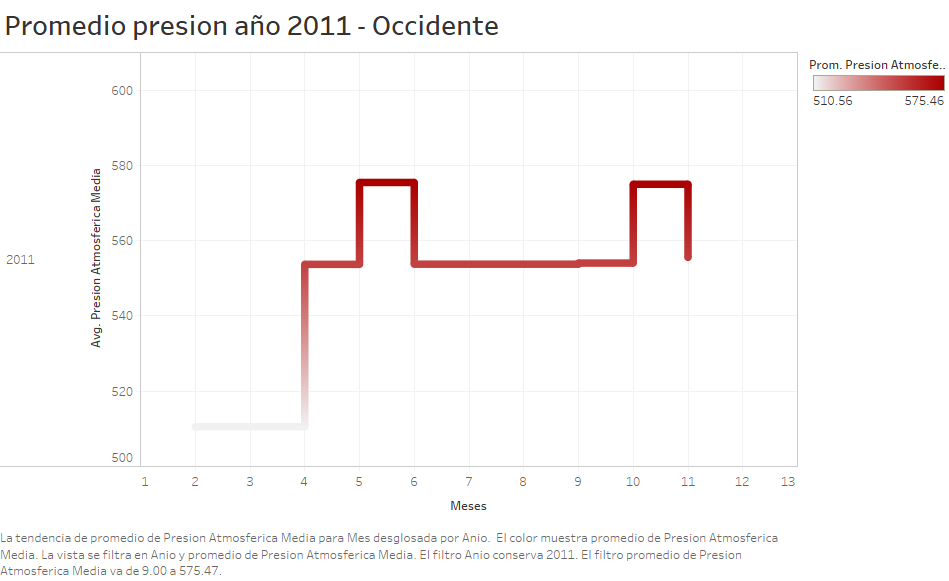 Promedio presion año 2011 - Occidente
Prom. Presion Atmosfe..
510.56 575.46
2011
Avg. Presion Atmosferica Media
600
580
560
540
520
500
1 2 3 4 5 6 7 8 9 10 11 12 13
Meses
La tendencia de promedio de Presion Atmosferica Media para Mes desglosada por Anio.  El color muestra promedio de Presion Atmosferica
Media. La vista se filtra en Anio y promedio de Presion Atmosferica Media. El filtro Anio conserva 2011. El filtro promedio de Presion
Atmosferica Media va de 9.00 a 575.47.